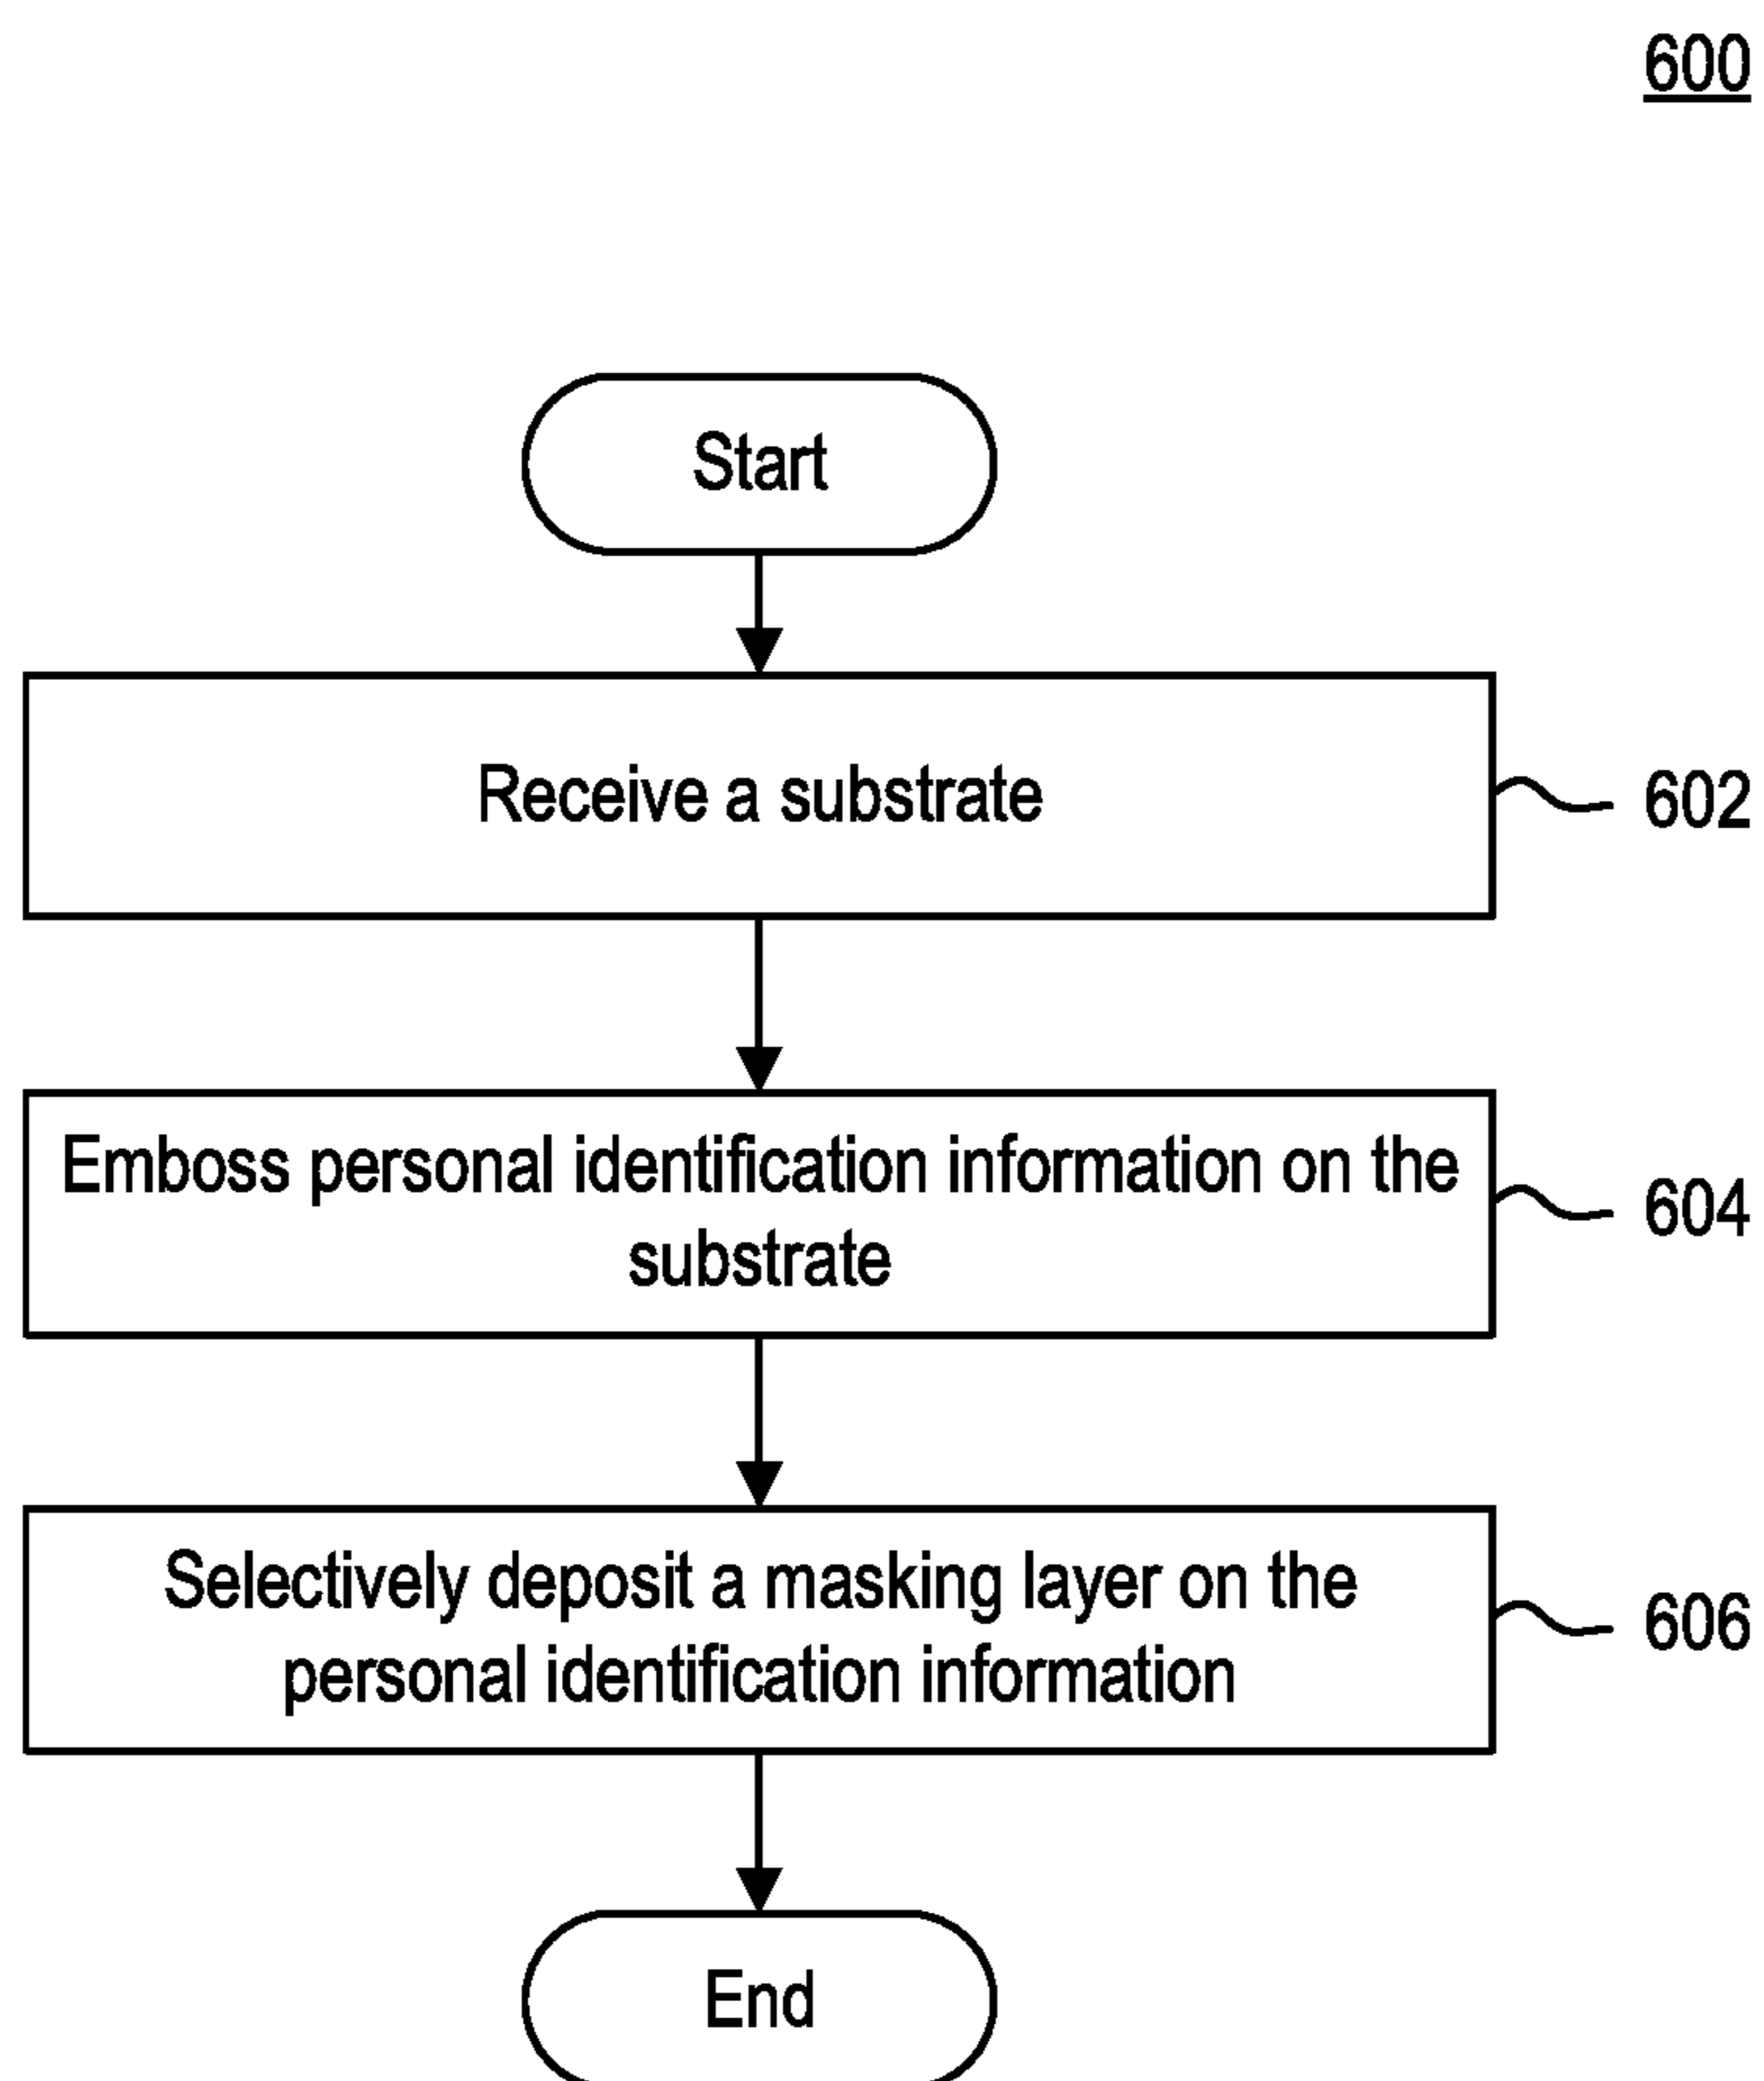 600
Start
Receive a substrate
602
Emboss personal identification information on the
substrate
604
Selectively deposit a masking layer on the
personal identification information
606
End